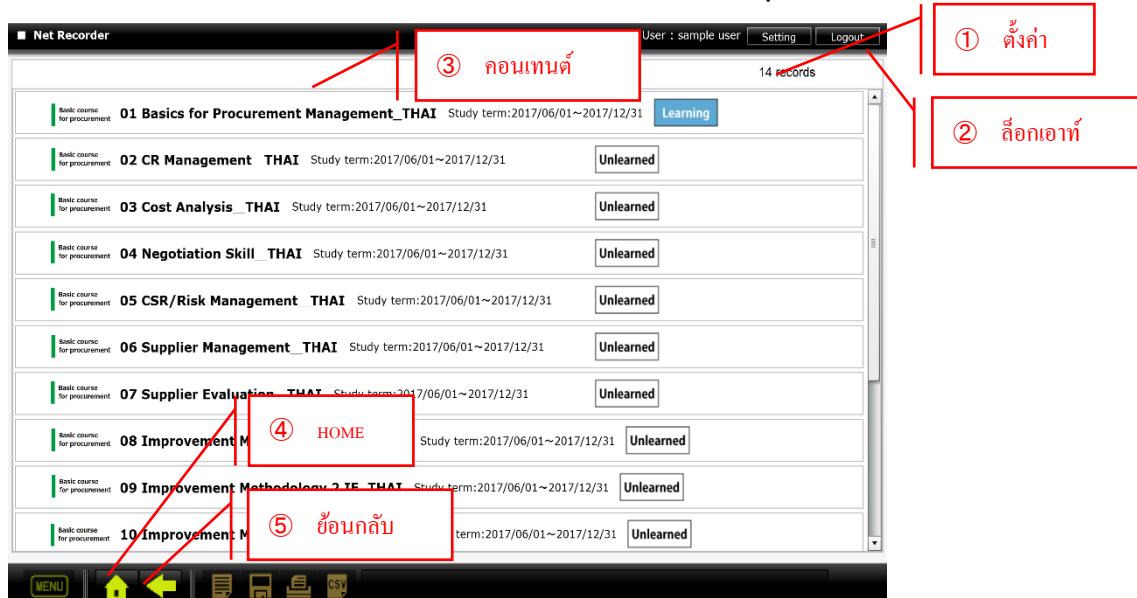 Net Recorder
User : sample user
Setting
Logout
① ตั้งค่า
③ คอนเทนต์
14 records
② ล็อกเอาท์
Basic course for procurement 01 Basics for Procurement Management_THAI Study term:2017/06/01~2017/12/31 Learning
Basic course for procurement 02 CR Management THAI Study term:2017/06/01~2017/12/31 Unlearned
Basic course for procurement 03 Cost Analysis_THAI Study term:2017/06/01~2017/12/31 Unlearned
Basic course for procurement 04 Negotiation Skill_THAI Study term:2017/06/01~2017/12/31 Unlearned
Basic course for procurement 05 CSR/Risk Management THAI Study term:2017/06/01~2017/12/31 Unlearned
Basic course for procurement 06 Supplier Management_THAI Study term:2017/06/01~2017/12/31 Unlearned
Basic course for procurement 07 Supplier Evaluation THAI Study term:2017/06/01~2017/12/31 Unlearned
④ HOME
Basic course for procurement 08 Improvement M Study term:2017/06/01~2017/12/31 Unlearned
Basic course for procurement 09 Improvement Methodology 2 IE THAI Study term:2017/06/01~2017/12/31 Unlearned
⑤ ย้อนกลับ
Basic course for procurement 10 Improvement M term:2017/06/01~2017/12/31 Unlearned
MENU
CSV